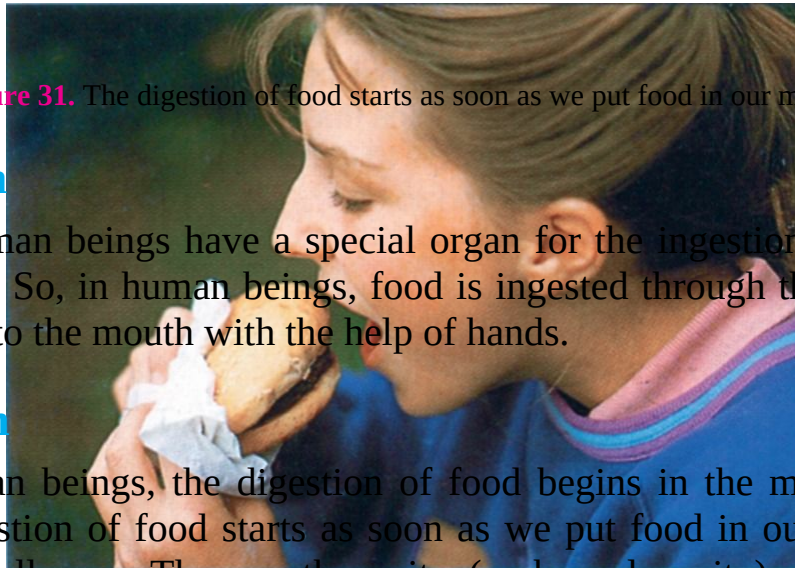 ure 31. The digestion of food starts as soon as we put food in our m
n
man beings have a special organ for the ingestion
So, in human beings, food is ingested through th
to the mouth with the help of hands.
n
an beings, the digestion of food begins in the m
stion of food starts as soon as we put food in ou